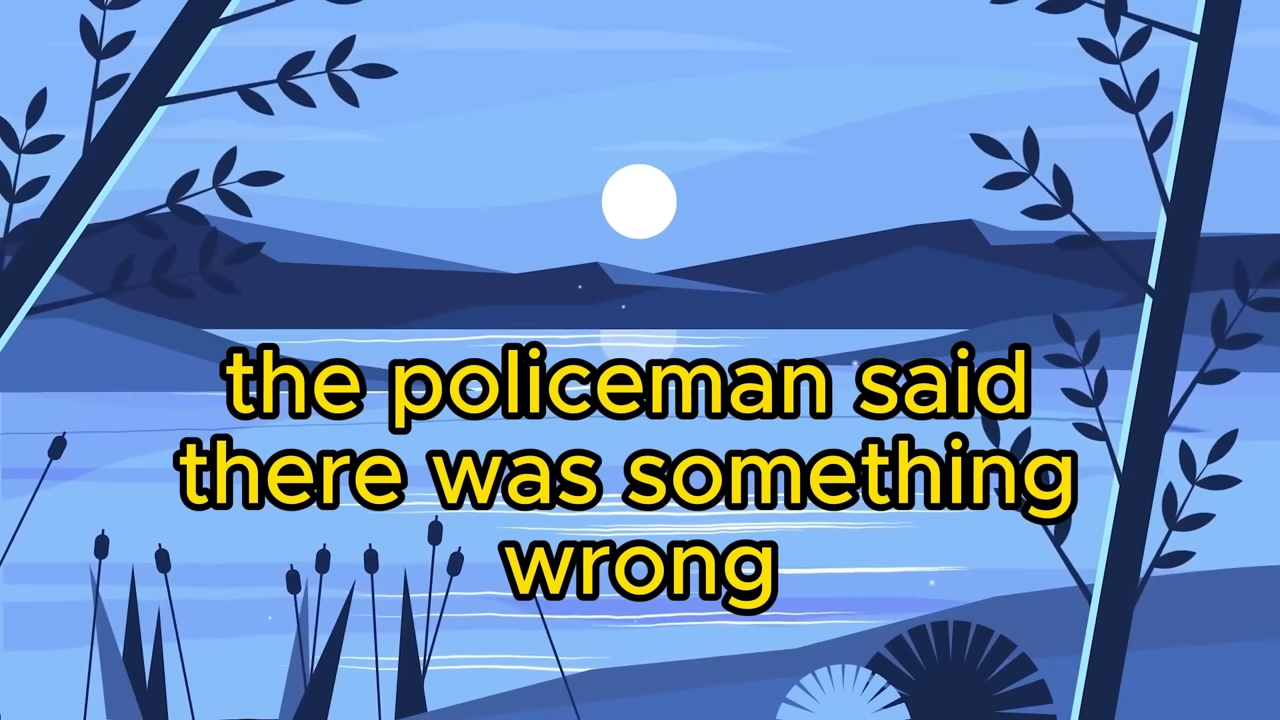 the policeman said
there was something
wrong